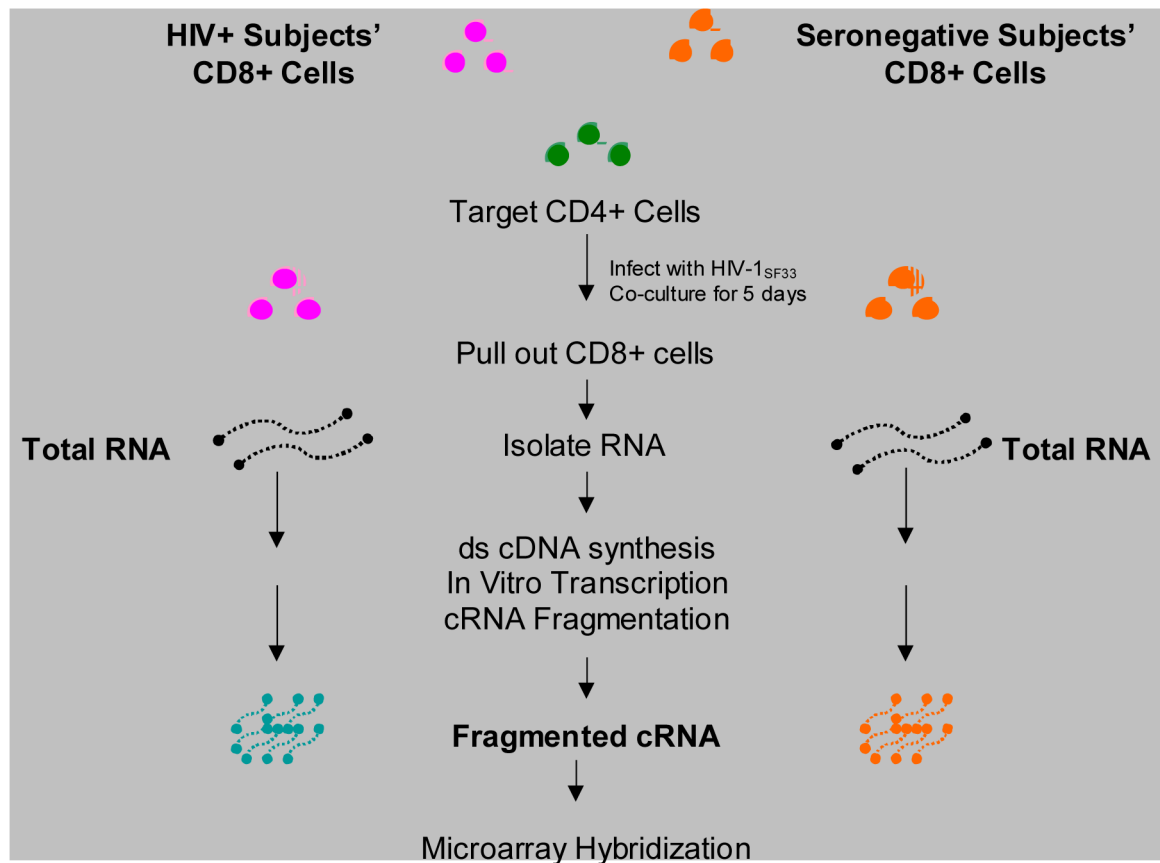 HIV+ Subjects’
CD8+ Cells
Seronegative Subjects’
CD8+ Cells
Target CD4+ Cells
Infect with HIV-1SF33
Co-culture for 5 days
Pull out CD8+ cells
Total RNA
Isolate RNA
Total RNA
ds cDNA synthesis
In Vitro Transcription
cRNA Fragmentation
Fragmented cRNA
Microarray Hybridization